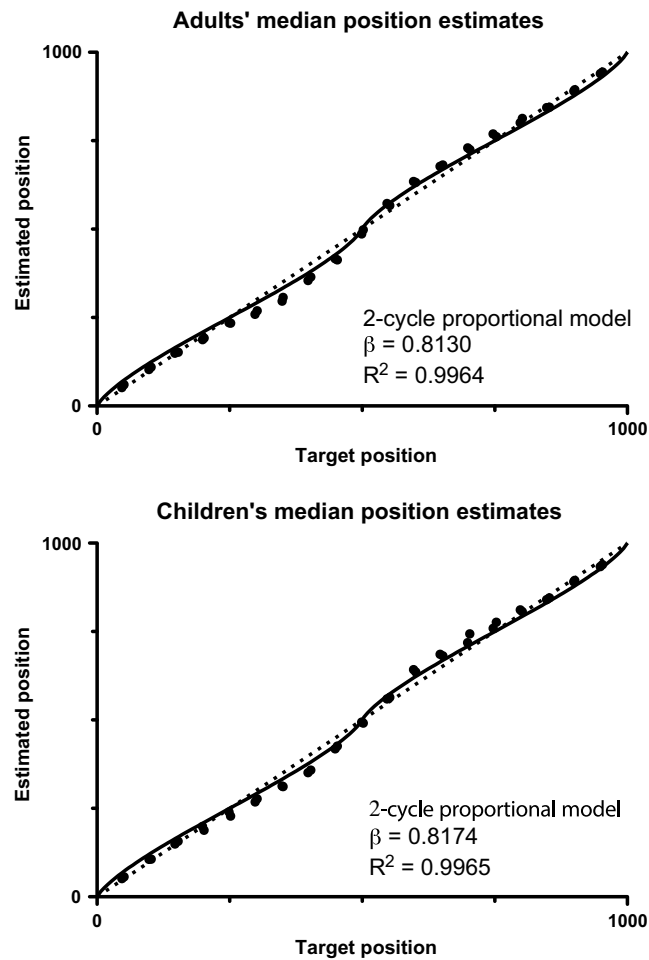 Adults' median position estimates
1000
Estimated position
2-cycle proportional model
β = 0.8130
R² = 0.9964
0
0
1000
Target position
Children's median position estimates
1000
Estimated position
2-cycle proportional model
β = 0.8174
R² = 0.9965
0
0
1000
Target position